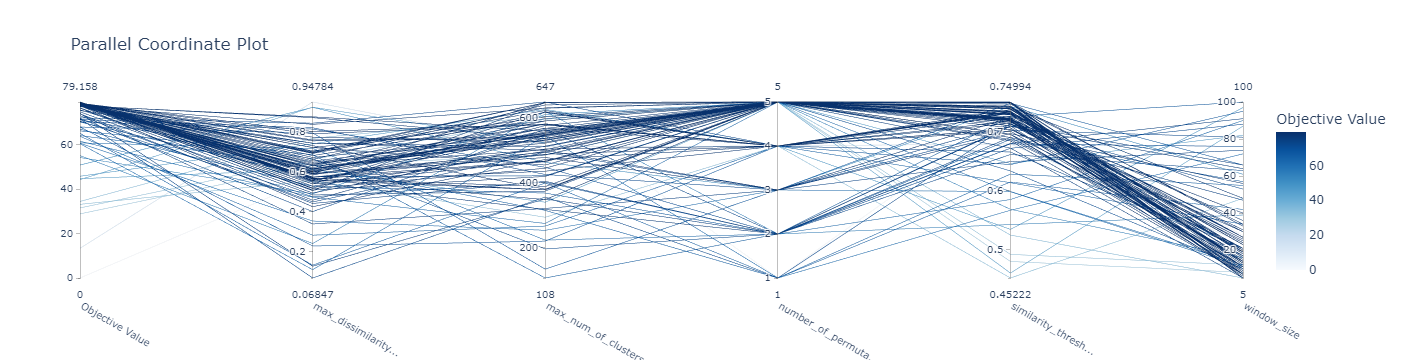 Parallel Coordinate Plot
79.158 0.94784 647 5 0.74994 100
Objective Value
60
40
20
0
0.8
0.6
0.4
0.2
600
400
200
5
4
3
2
1
0.7
0.6
0.5
100
80
60
40
20
60
40
20
0
0 0.06847 108 1 0.45222 5
Objective Value
max_dissimilarity...
max_num_of_clusters
number_of_permuta.
similarity_thresh...
window_size